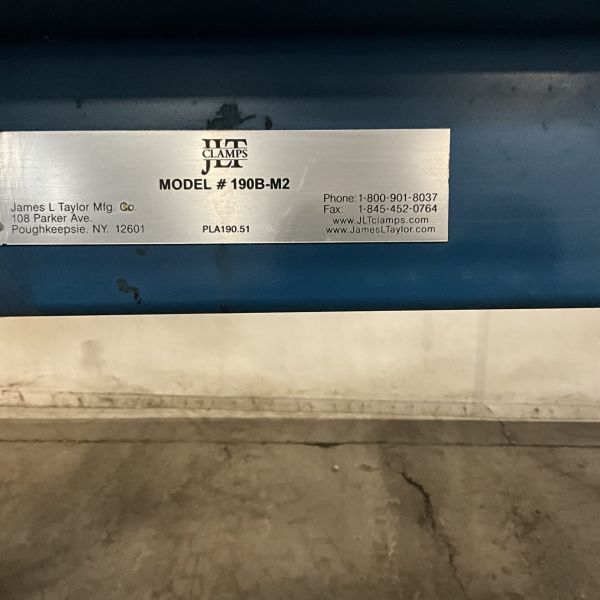 JLT
CLAMPS
MODEL # 190B-M2
James L Taylor Mfg. Co.
108 Parker Ave.
Poughkeepsie, NY. 12601
PLA190.51
Phone: 1-800-901-8037
Fax: 1-845-452-0764
www.JLTclamps.com
www.JamesLTaylor.com